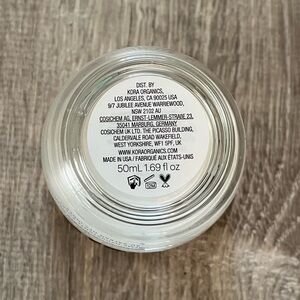 DIST. BY
KORA ORGANICS,
LOS ANGELES, CA 90025 USA
9/7 JUBILEE AVENUE WARRIEWOOD,
NSW 2102 AU
COSICHEM AG, ERNST-LEMMER-STRAßE 23,
35041 MARBURG, GERMANY
COSICHEM UK LTD. THE PICASSO BUILDING,
CALDERVALE ROAD WAKEFIELD,
WEST YORKSHIRE, WF1 5PF, UK
WWW.KORAORGANICS.COM
MADE IN USA / FABRIQUÉ AUX ÉTATS-UNIS
50mL 1.69 fl oz